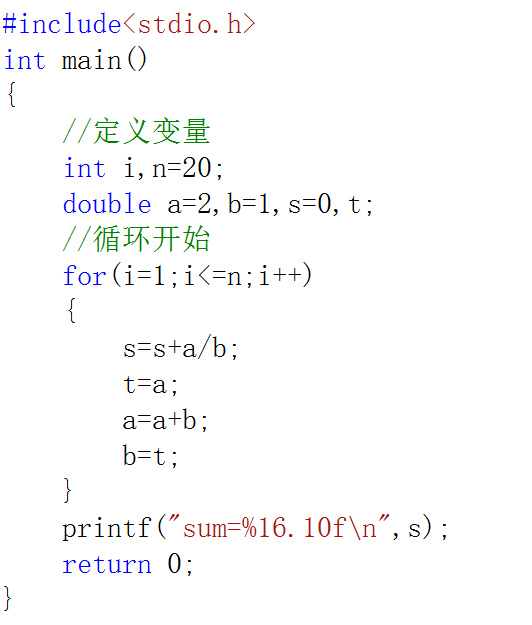 #include<stdio.h>
int main()
{
    //定义变量
    int i,n=20;
    double a=2,b=1,s=0,t;
    //循环开始
    for(i=1;i<=n;i++)
    {
        s=s+a/b;
        t=a;
        a=a+b;
        b=t;
    }
    printf("sum=%16.10f\n",s);
    return 0;
}